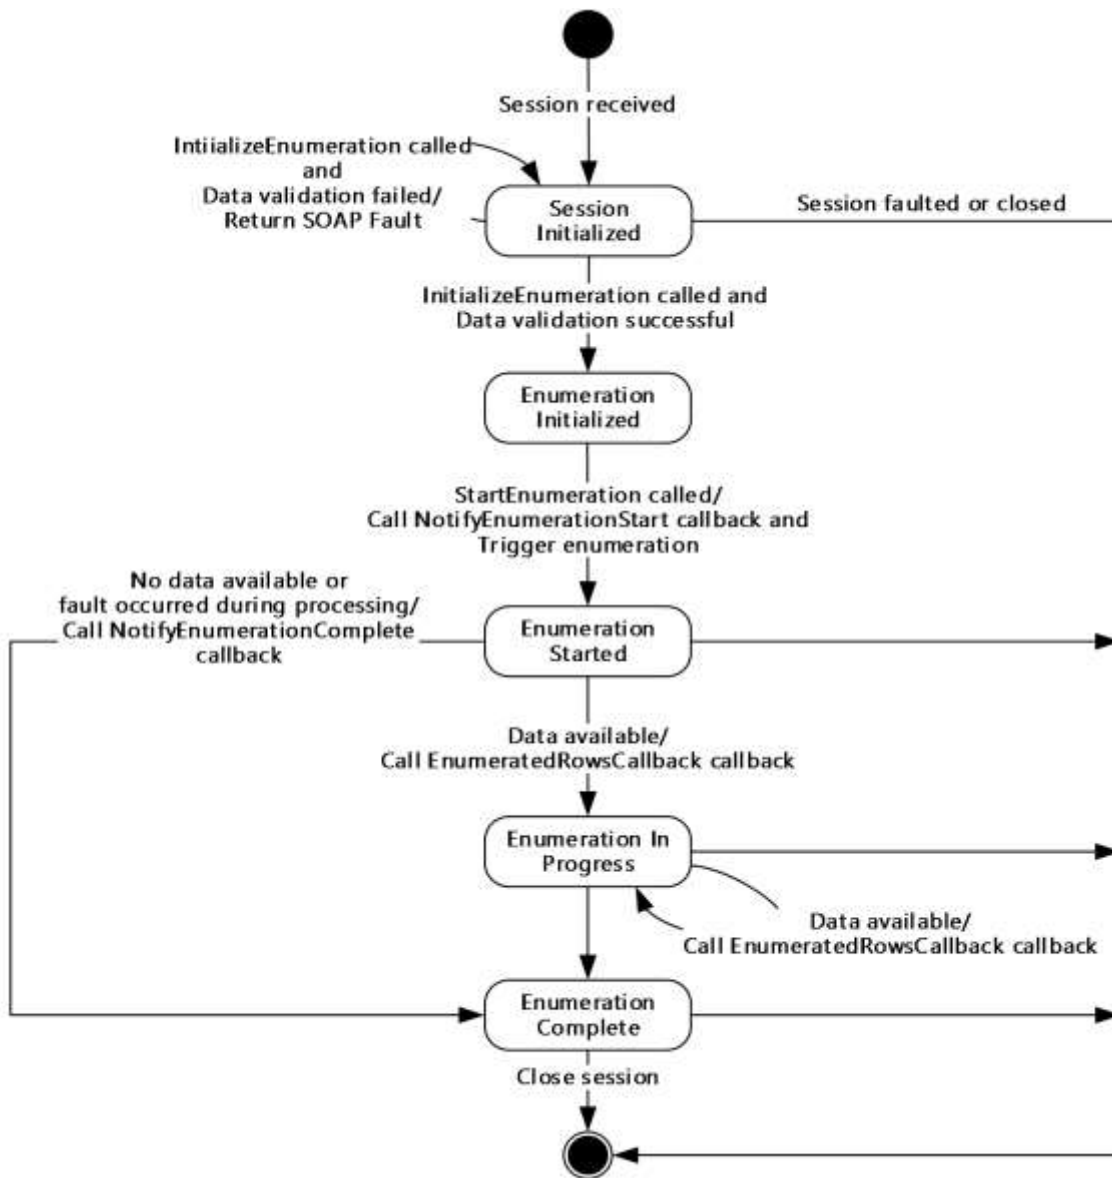 Session received
IntiializeEnumeration called
and
Data validation failed/
Return SOAP Fault
Session
Initialized
Session faulted or closed
InitializeEnumeration called and
Data validation successful
Enumeration
Initialized
StartEnumeration called/
Call NotifyEnumerationStart callback and
Trigger enumeration
No data available or
fault occurred during processing/
Call NotifyEnumerationComplete
callback
Enumeration
Started
Data available/
Call EnumeratedRowsCallback callback
Enumeration In
Progress
Data available/
Call EnumeratedRowsCallback callback
Enumeration
Complete
Close session